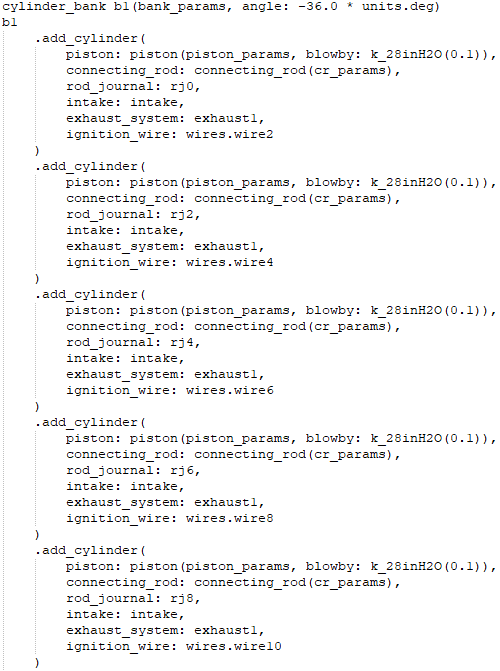 cylinder_bank b1(bank_params, angle: -36.0 * units.deg)
b1
    .add_cylinder(
        piston: piston(piston_params, blowby: k_28inH2O(0.1)),
        connecting_rod: connecting_rod(cr_params),
        rod_journal: rj0,
        intake: intake,
        exhaust_system: exhaust1,
        ignition_wire: wires.wire2
    )
    .add_cylinder(
        piston: piston(piston_params, blowby: k_28inH2O(0.1)),
        connecting_rod: connecting_rod(cr_params),
        rod_journal: rj2,
        intake: intake,
        exhaust_system: exhaust1,
        ignition_wire: wires.wire4
    )
    .add_cylinder(
        piston: piston(piston_params, blowby: k_28inH2O(0.1)),
        connecting_rod: connecting_rod(cr_params),
        rod_journal: rj4,
        intake: intake,
        exhaust_system: exhaust1,
        ignition_wire: wires.wire6
    )
    .add_cylinder(
        piston: piston(piston_params, blowby: k_28inH2O(0.1)),
        connecting_rod: connecting_rod(cr_params),
        rod_journal: rj6,
        intake: intake,
        exhaust_system: exhaust1,
        ignition_wire: wires.wire8
    )
    .add_cylinder(
        piston: piston(piston_params, blowby: k_28inH2O(0.1)),
        connecting_rod: connecting_rod(cr_params),
        rod_journal: rj8,
        intake: intake,
        exhaust_system: exhaust1,
        ignition_wire: wires.wire10
    )